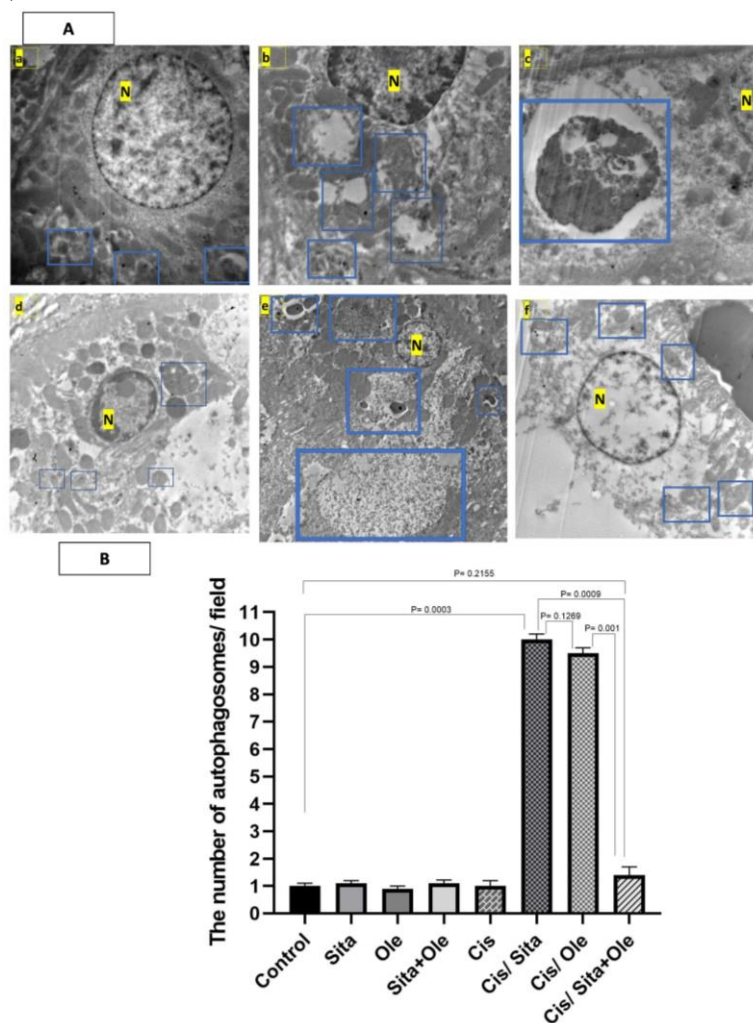 A
a
N
b
N
c
N
d
N
e
N
f
N
B
P= 0.2155
P= 0.0009
P= 0.0003
P= 0.1269
P= 0.001
The number of autophagosomes/ field
11
10
9
8
7
6
5
4
3
2
1
0
Control
Sita
Ole
Sita+Ole
Cis
Cis/ Sita
Cis/ Ole
Cis/ Sita+Ole